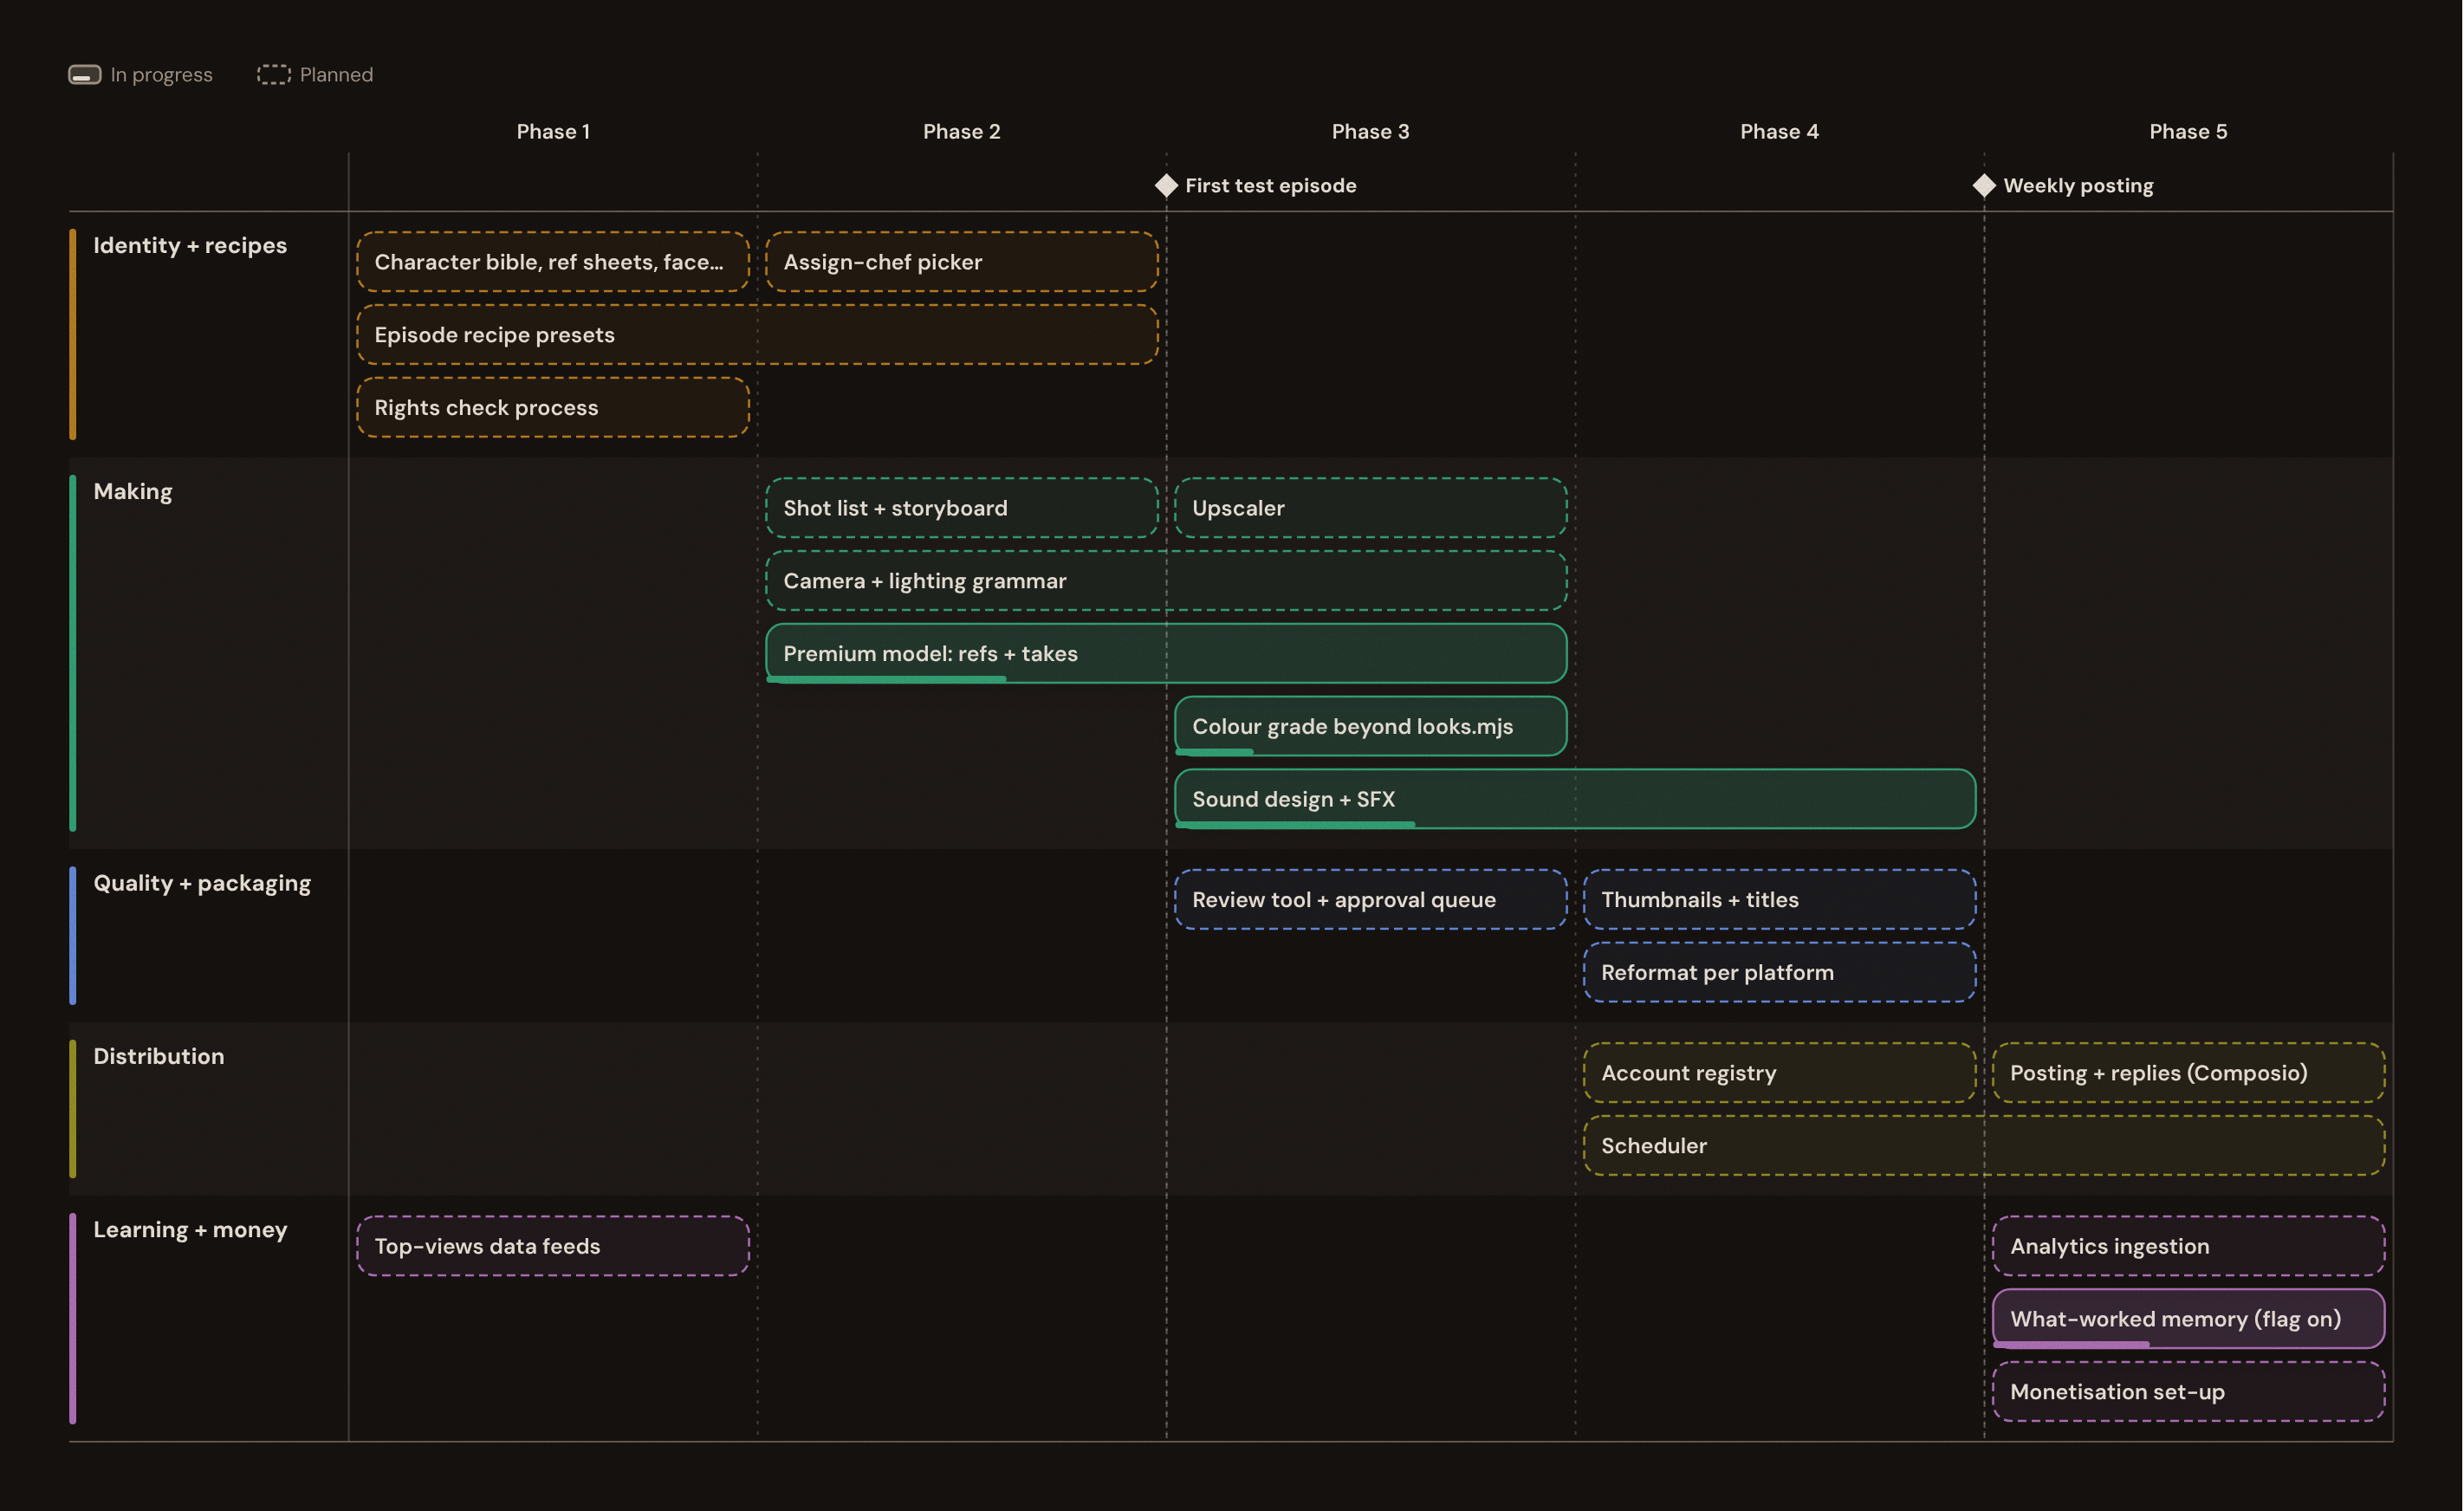 In progress
Planned
Phase 1
Phase 2
Phase 3
Phase 4
Phase 5
First test episode
Weekly posting
Identity + recipes
Character bible, ref sheets, face...
Assign-chef picker
Episode recipe presets
Rights check process
Making
Shot list + storyboard
Upscaler
Camera + lighting grammar
Premium model: refs + takes
Colour grade beyond looks.mjs
Sound design + SFX
Quality + packaging
Review tool + approval queue
Thumbnails + titles
Reformat per platform
Distribution
Account registry
Posting + replies (Composio)
Scheduler
Learning + money
Top-views data feeds
Analytics ingestion
What-worked memory (flag on)
Monetisation set-up